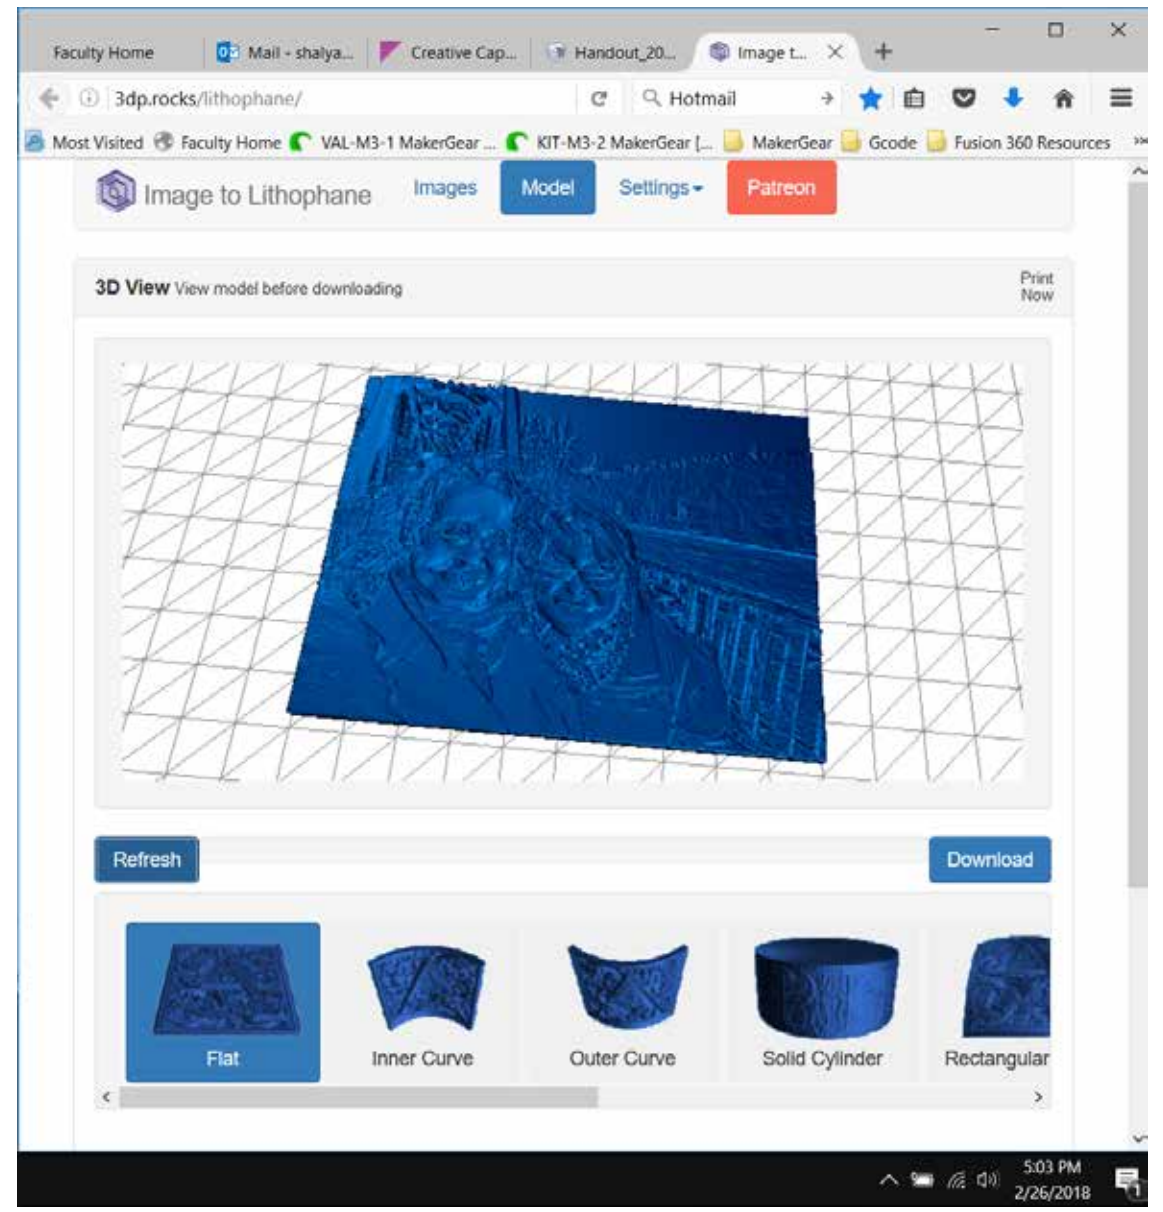 Faculty Home Mail - shalya... Creative Cap... Handout_20... Image t...
3dp.rocks/lithophane/ Hotmail
Most Visited Faculty Home VAL-M3-1 MakerGear ... KIT-M3-2 MakerGear [... MakerGear Gcode Fusion 360 Resources
Image to Lithophane Images Model Settings Patreon
3D View View model before downloading Print
Now
Refresh Download
Flat Inner Curve Outer Curve Solid Cylinder Rectangular
5:03 PM
2/26/2018
1